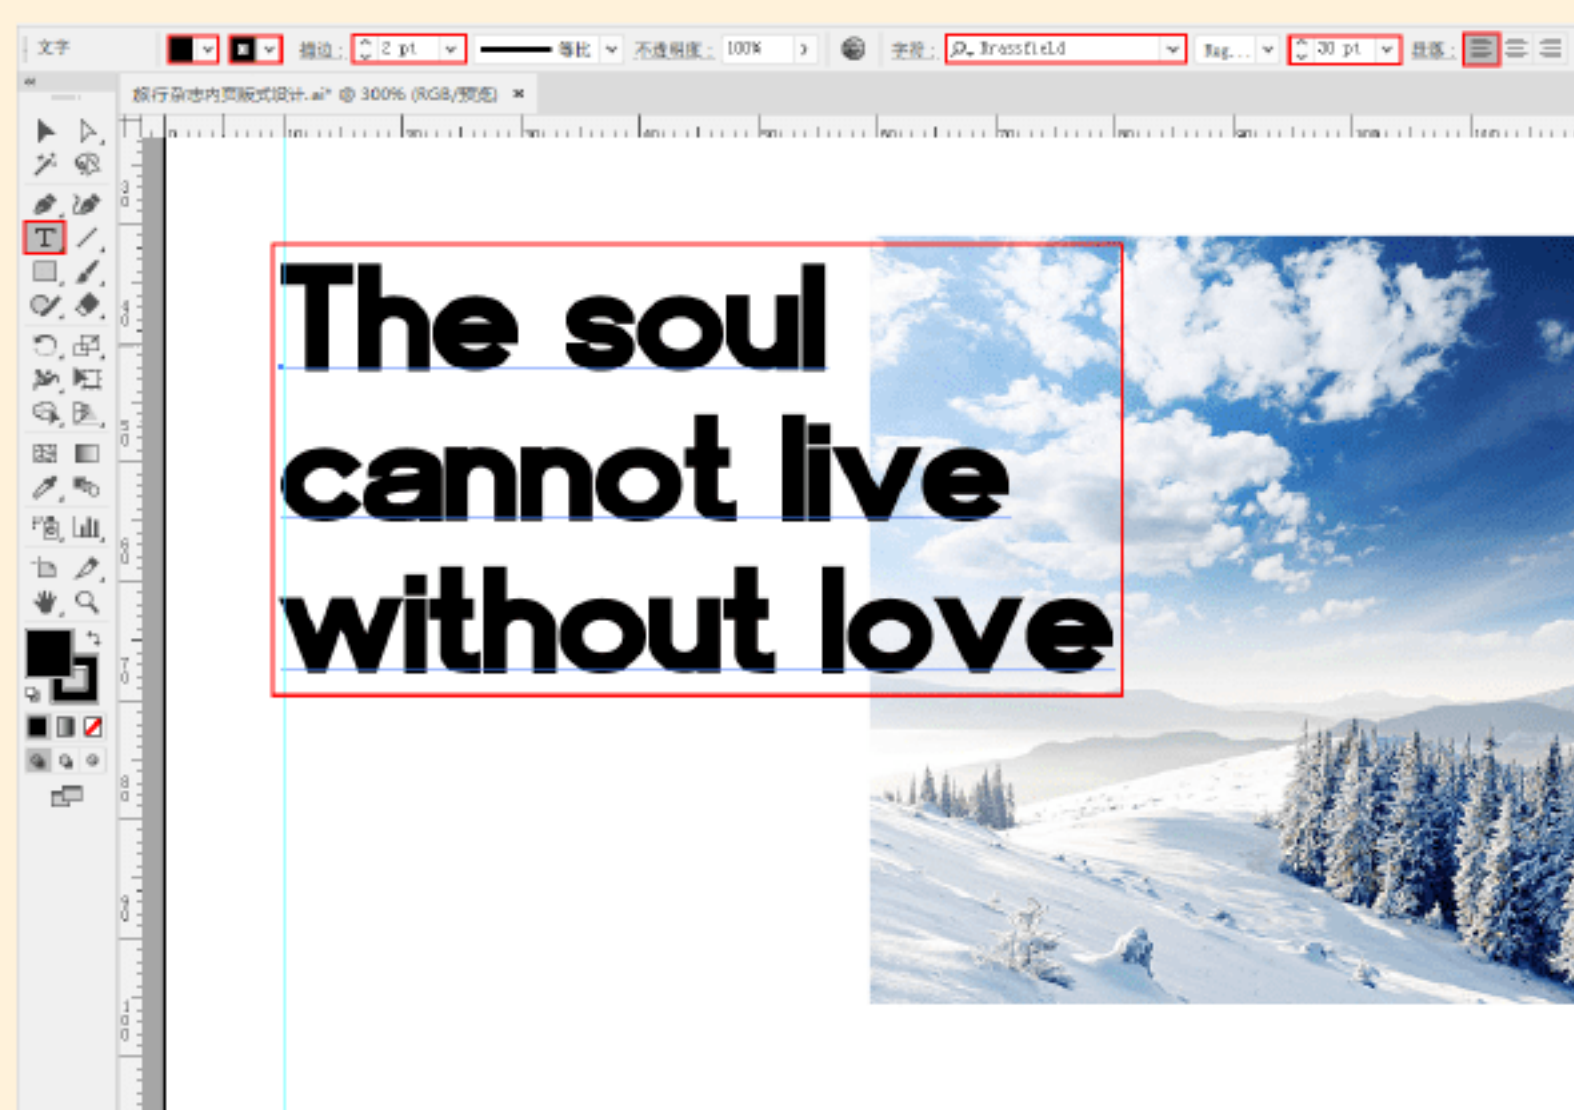 文字 描边： 2 pt 等比 不透明度： 100% 字符： Brassfield Reg... 30 pt 段落：
旅行杂志内页版式设计.ai* @ 300% (RGB/预览) ×
The soul
cannot live
without love